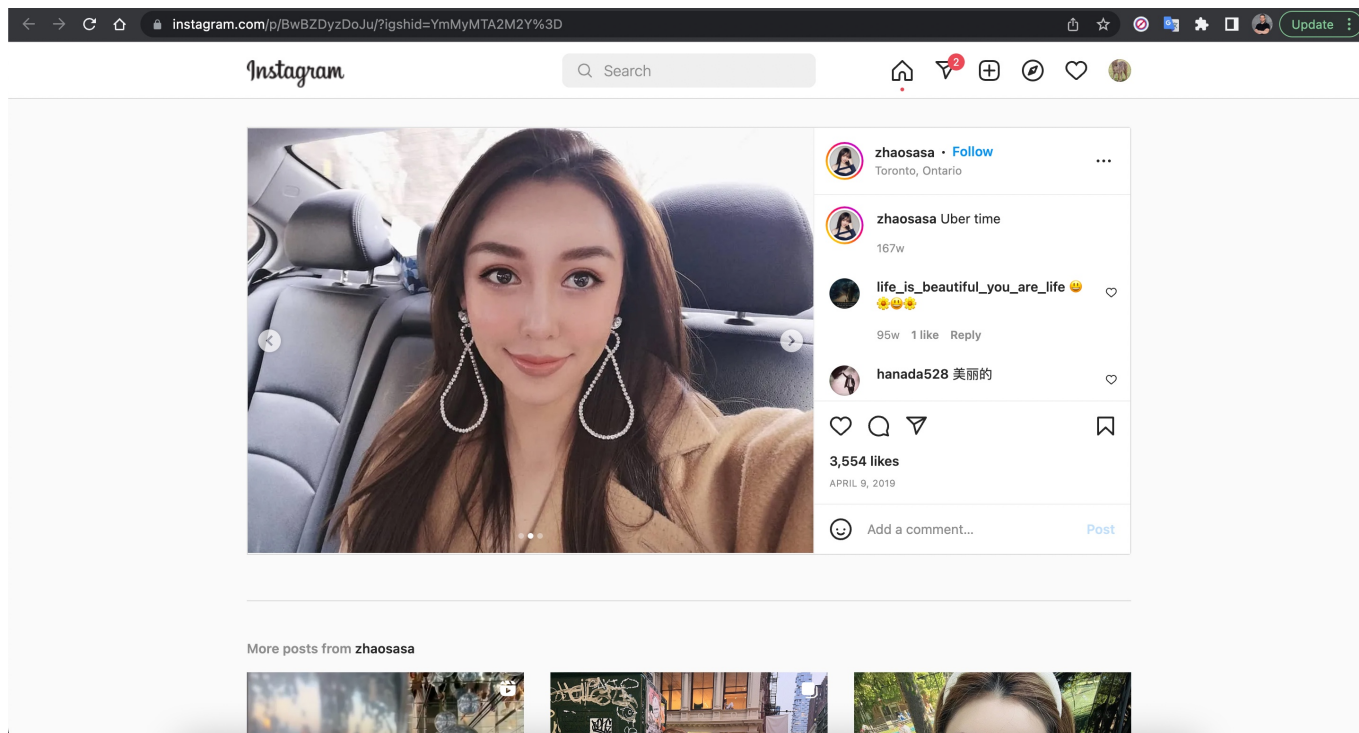 instagram.com/p/BwBZDyzDoJu/?igshid=YmMyMTA2M2Y%3D
Update
Instagram
Search
2
zhaosasa • Follow
Toronto, Ontario
zhaosasa Uber time
167w
life_is_beautiful_you_are_life 😃
🌼😃🌼
95w 1 like Reply
hanada528 美丽的
3,554 likes
APRIL 9, 2019
Add a comment...
Post
More posts from zhaosasa